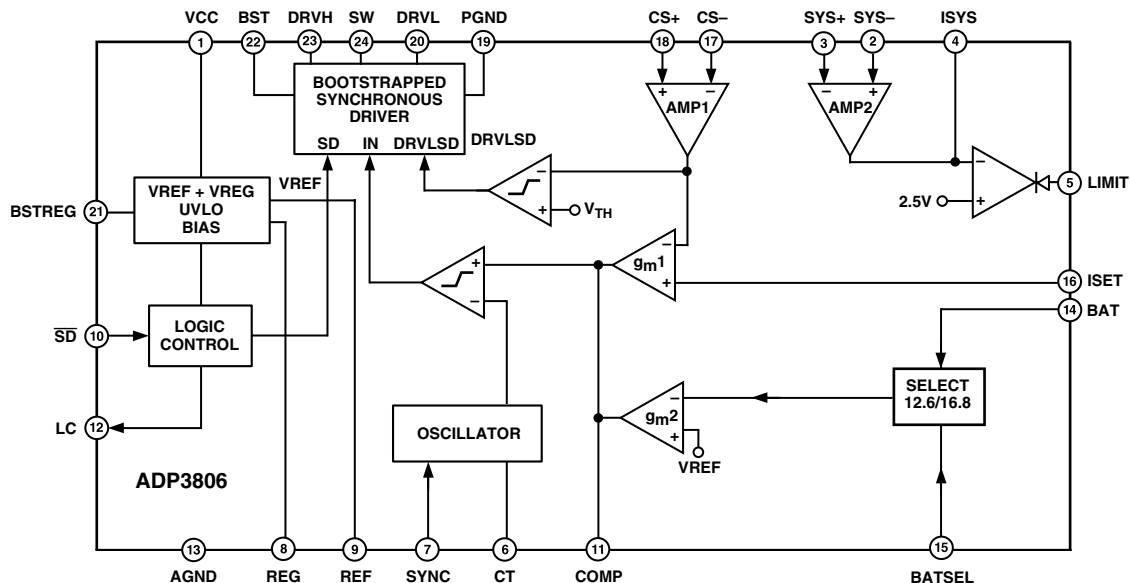 VCC BST DRVH SW DRVL PGND CS+ CS– SYS+ SYS– ISYS
1 22 23 24 20 19 18 17 3 2 4
BOOTSTRAPPED
SYNCHRONOUS
DRIVER
SD IN DRVLSD
DRVLSD
+ –
AMP1
– +
AMP2
–
+
2.5V
5 LIMIT
–
+
VTH
BSTREG 21
VREF + VREG
UVLO
BIAS
VREF
+
–
–
gm1
+
16 ISET
14 BAT
SD 10
LOGIC
CONTROL
SELECT
12.6/16.8
LC 12
OSCILLATOR
–
gm2
+
VREF
ADP3806
13 8 9 7 6 11 15
AGND REG REF SYNC CT COMP BATSEL